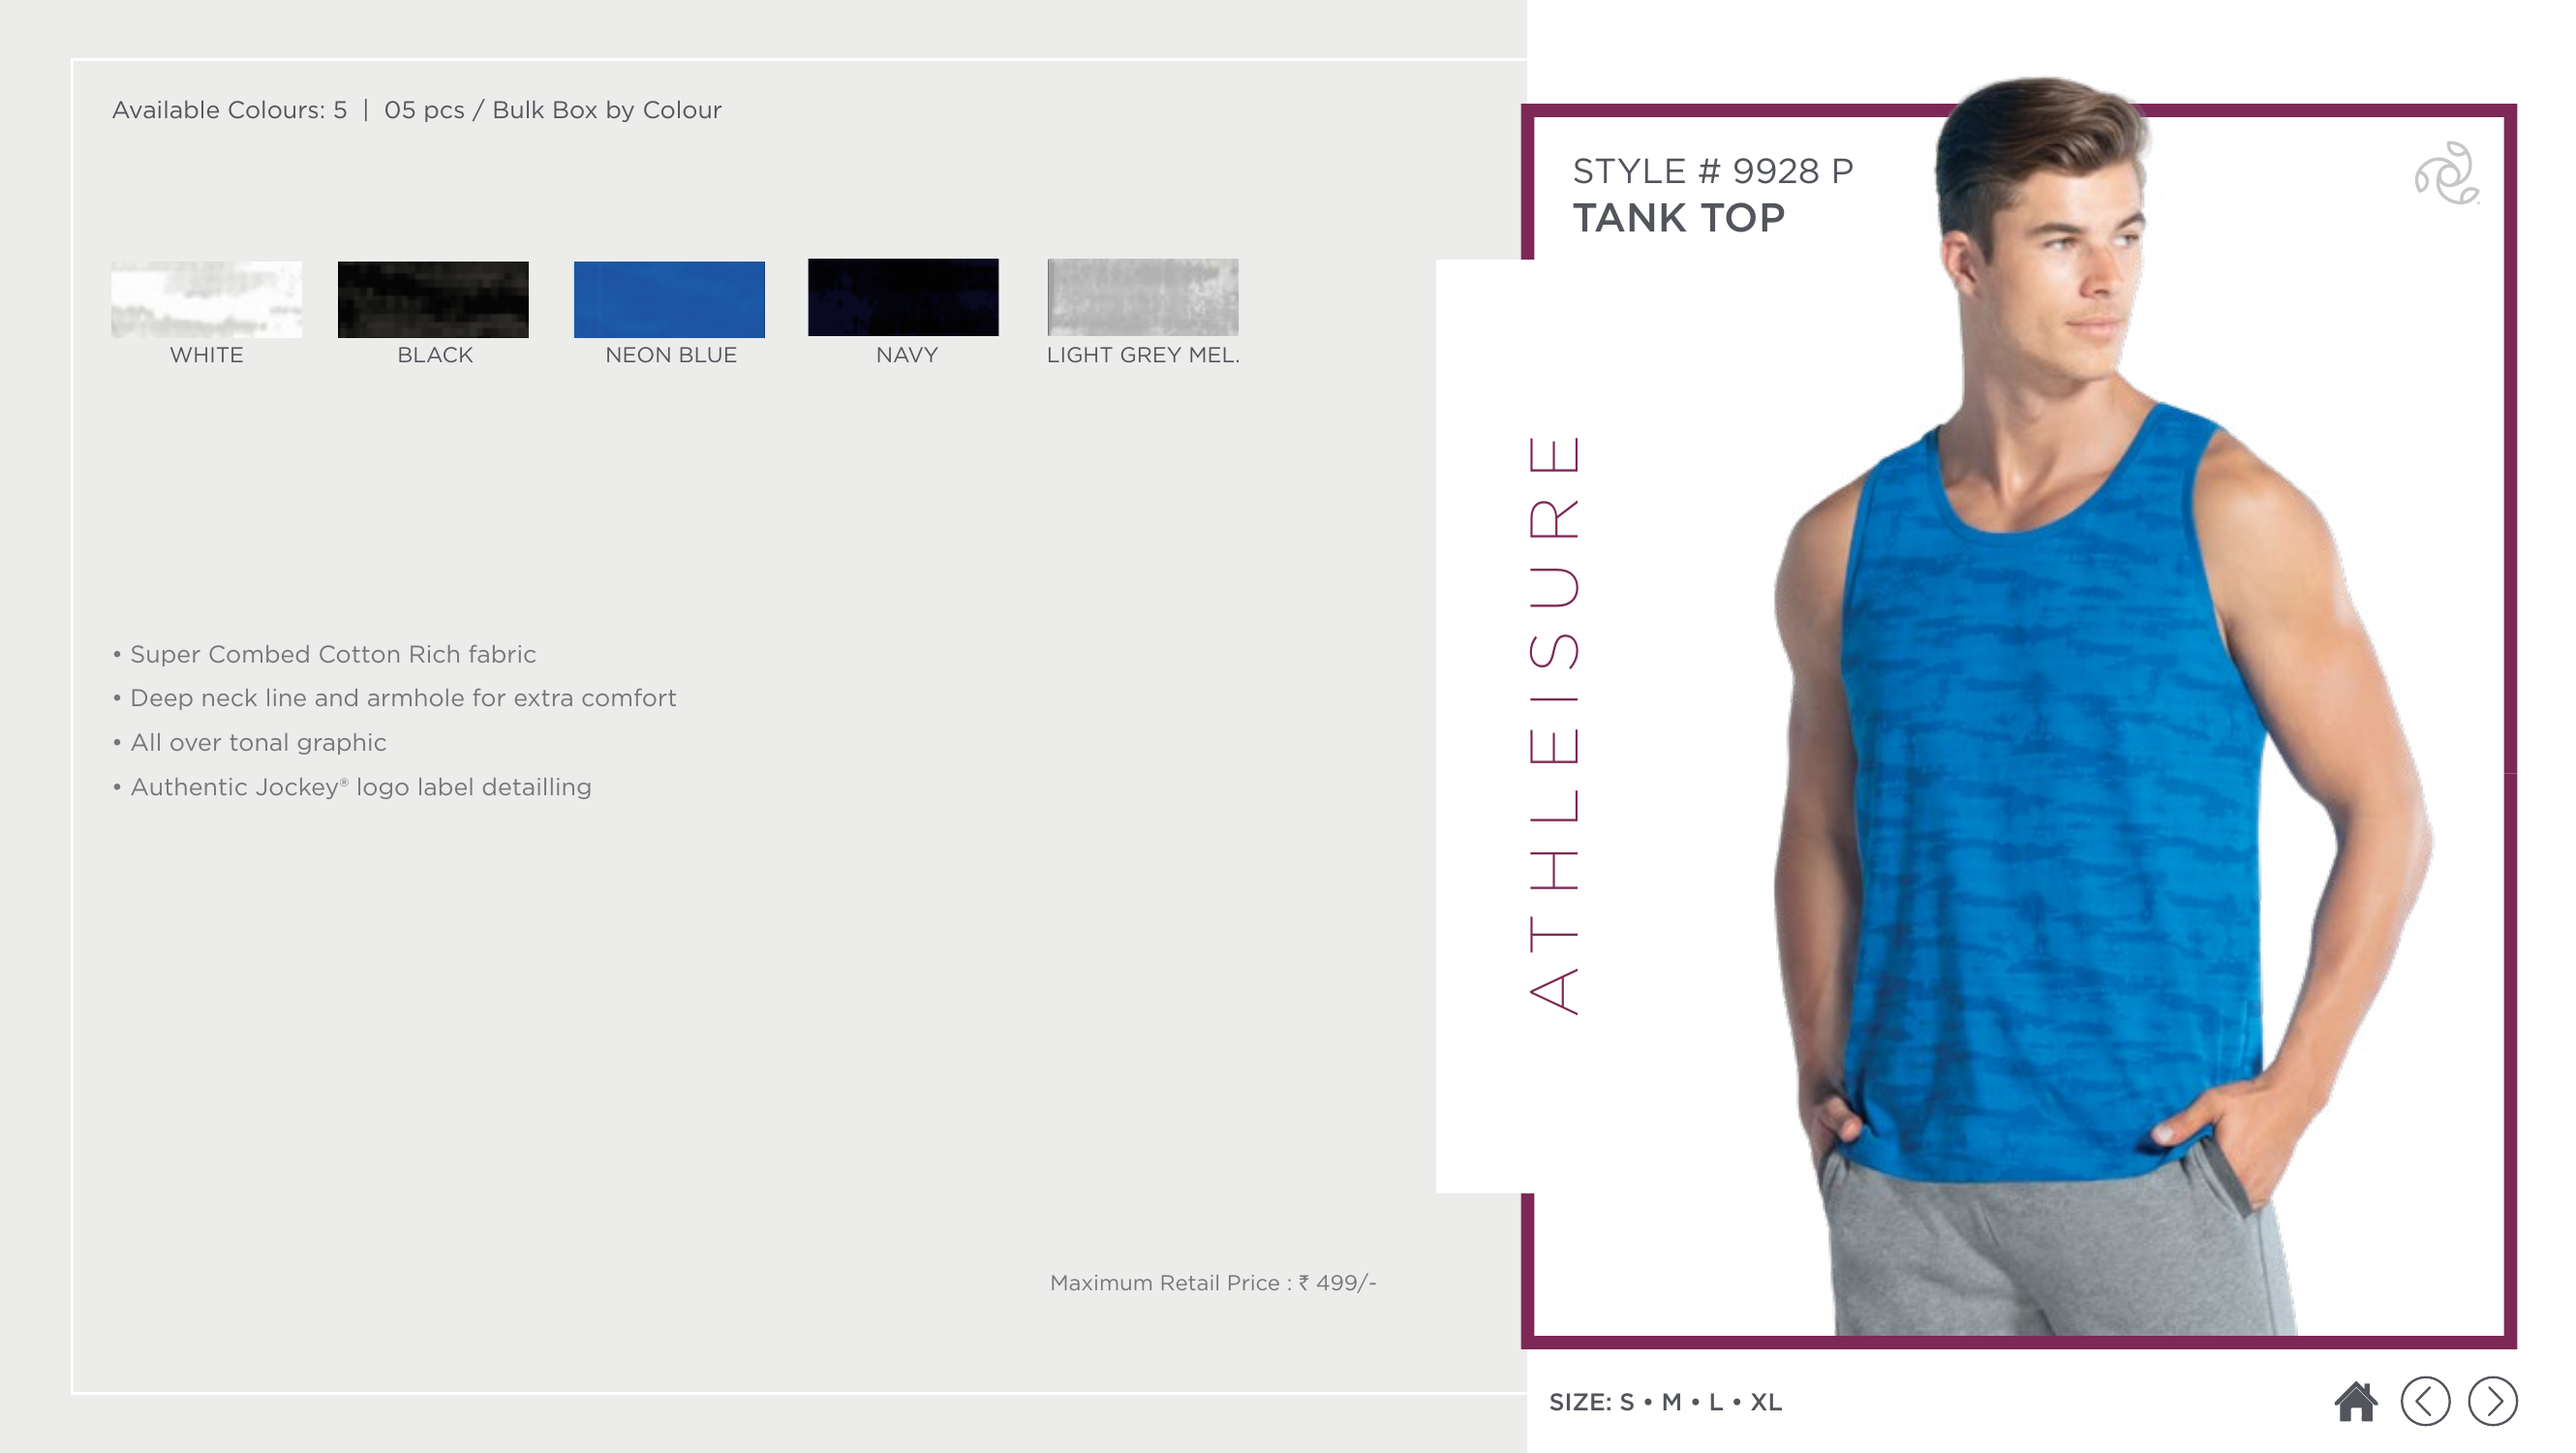 Available Colours: 5 | 05 pcs / Bulk Box by Colour
WHITE
BLACK
NEON BLUE
NAVY
LIGHT GREY MEL.
• Super Combed Cotton Rich fabric
• Deep neck line and armhole for extra comfort
• All over tonal graphic
• Authentic Jockey® logo label detailling
Maximum Retail Price : ₹ 499/-
STYLE # 9928 P
TANK TOP
ATHLEISURE
SIZE: S • M • L • XL